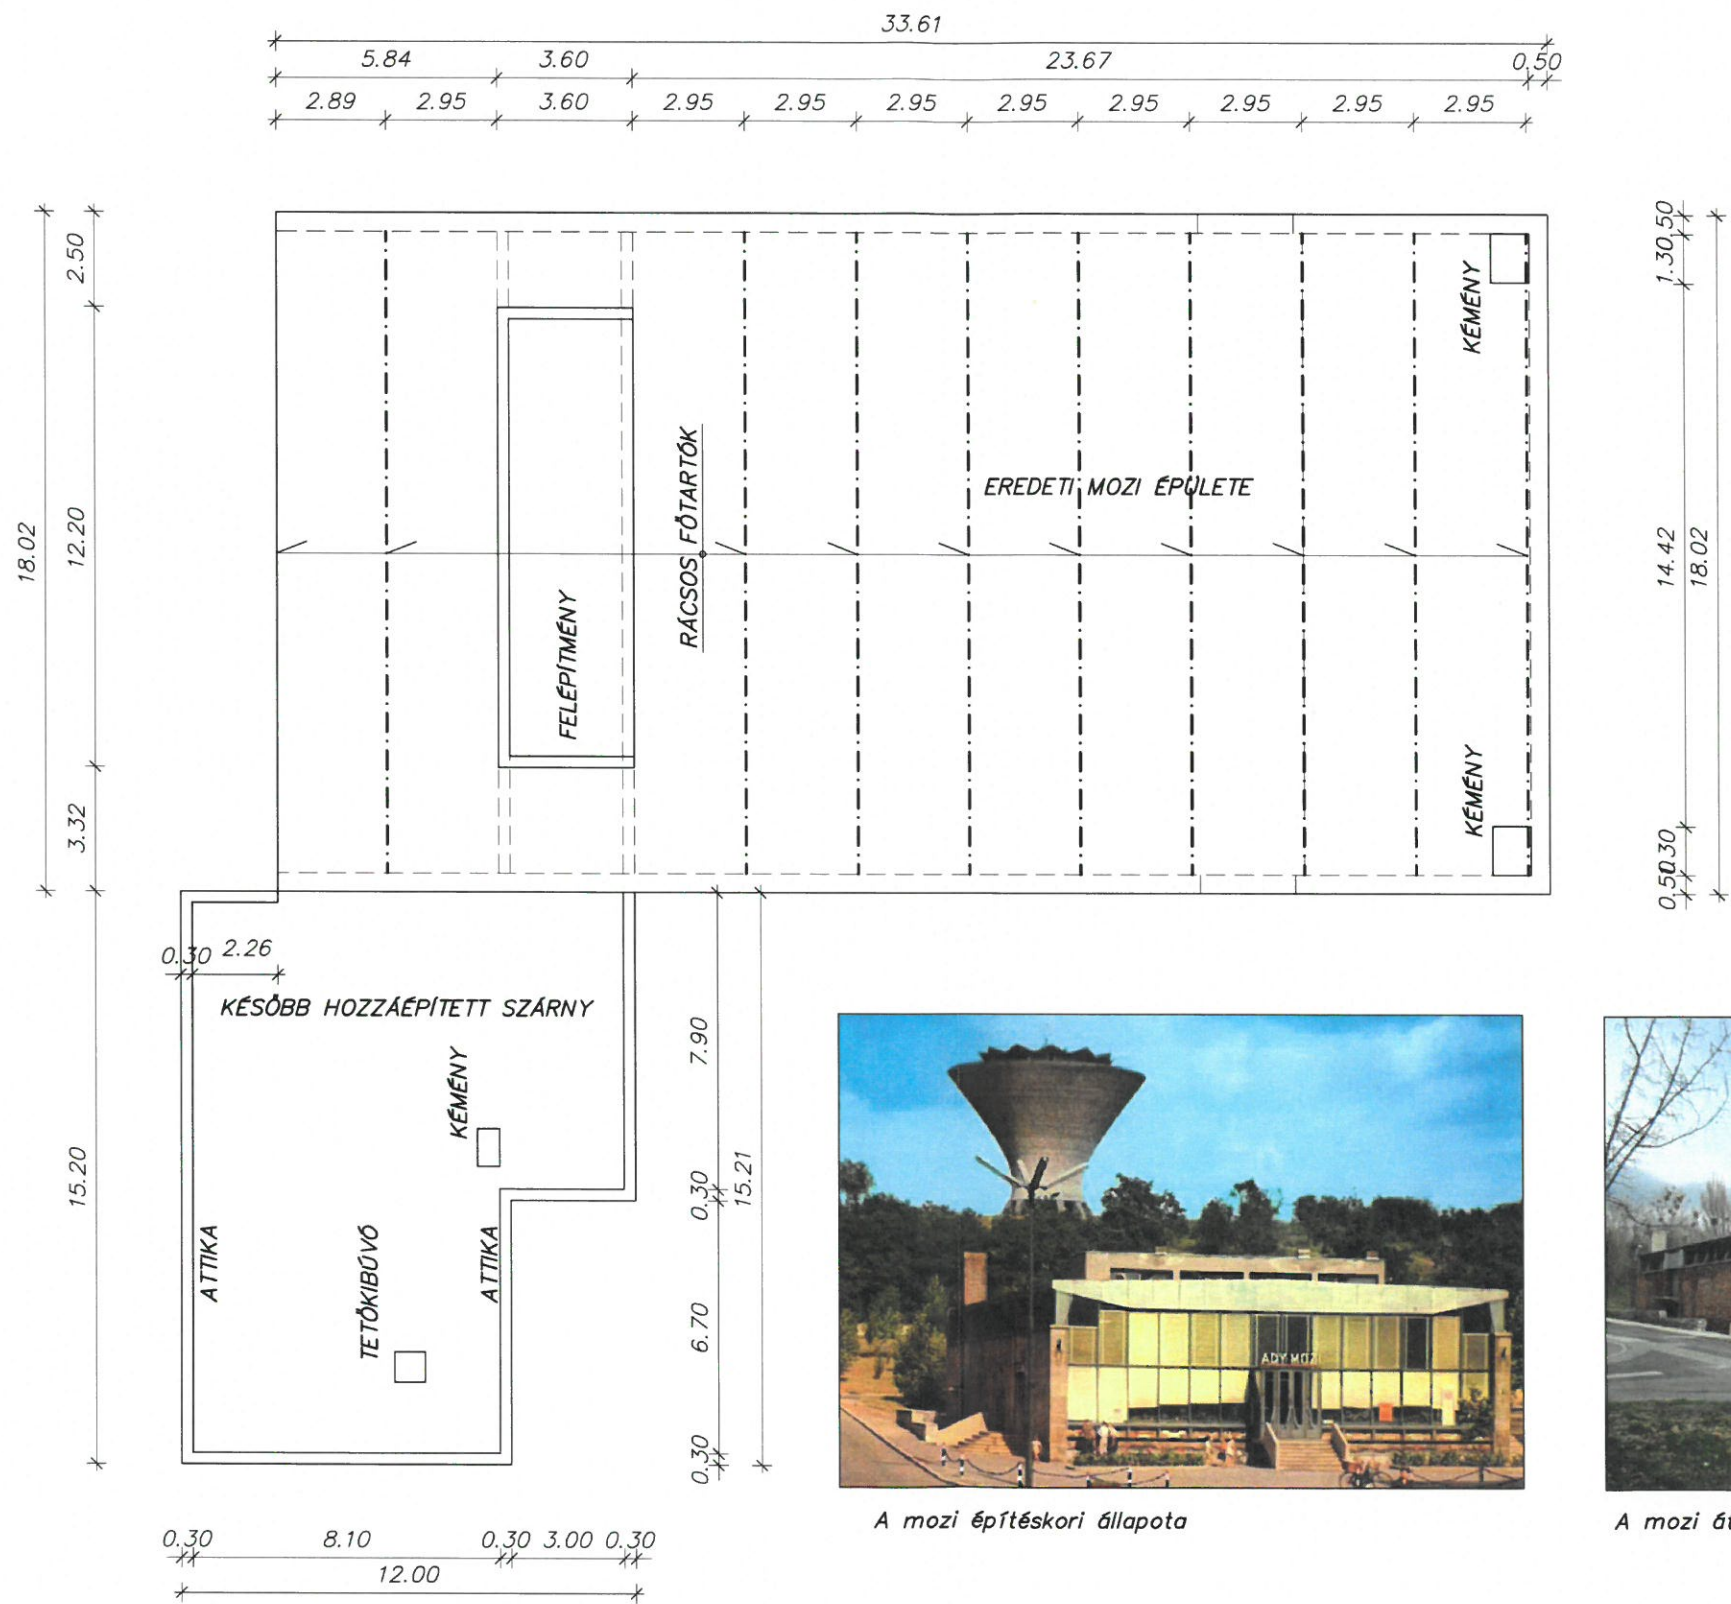 33.61
5.84 3.60 23.67 0.50
2.89 2.95 3.60 2.95 2.95 2.95 2.95 2.95 2.95 2.95 2.95
18.02
2.50
12.20
3.32
15.20
FELÉPÍTMÉNY
RÁCSOS FŐTARTÓK
EREDETI MOZI ÉPÜLETE
KÉMÉNY
KÉMÉNY
0,50
1.30
14.42
18.02
0.50
0.30 2.26
KÉSŐBB HOZZÁÉPÍTETT SZÁRNY
KÉMÉNY
ATTIKA
TETŐKIBÚVÓ
ATTIKA
7.90
0.30
6.70
0.30
15.21
0.30 8.10 0.30 3.00 0.30
12.00
ADY MOZI
A mozi építéskori állapota
A mozi